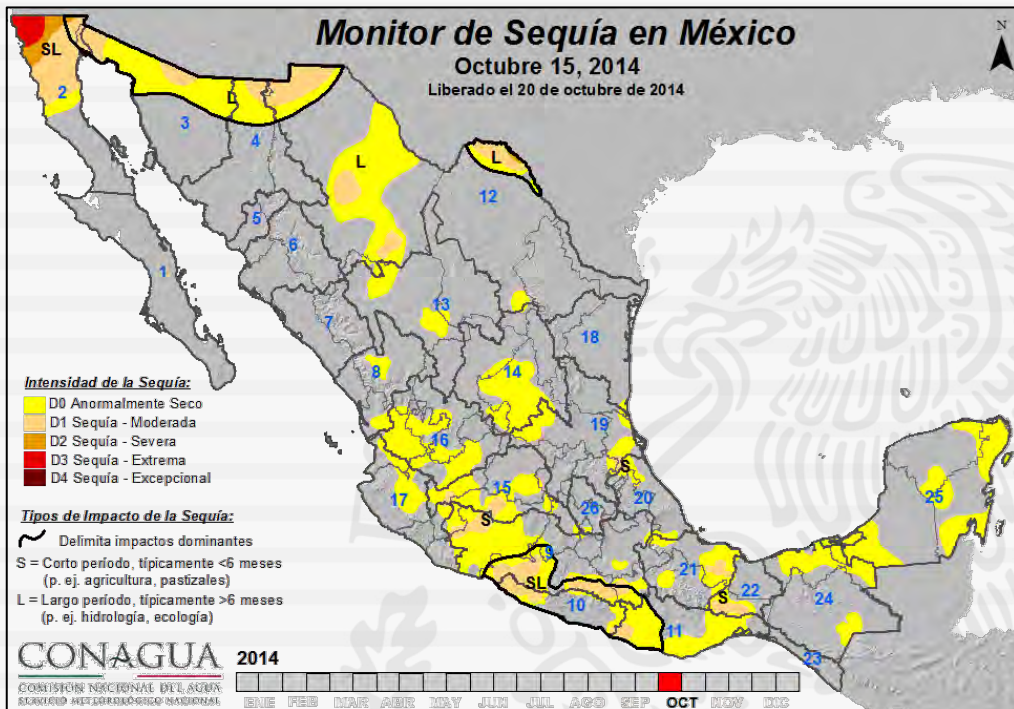 Monitor de Sequía en México
Octubre 15, 2014
Liberado el 20 de octubre de 2014
N
SL
2
3
L
4
L
L
12
5
6
1
7
13
18
8
14
19
16
S
17
15
20
26
25
S
9
21
SL
22
S
24
10
11
23
Intensidad de la Sequía:
D0 Anormalmente Seco
D1 Sequía - Moderada
D2 Sequía - Severa
D3 Sequía - Extrema
D4 Sequía - Excepcional
Tipos de Impacto de la Sequía:
Delimita impactos dominantes
S = Corto período, típicamente <6 meses
(p. ej. agricultura, pastizales)
L = Largo período, típicamente >6 meses
(p. ej. hidrología, ecología)
CONAGUA
COMISIÓN NACIONAL DEL AGUA
SERVICIO METEOROLÓGICO NACIONAL
2014
ENE FEB MAR ABR MAY JUN JUL AGO SEP OCT NOV DIC